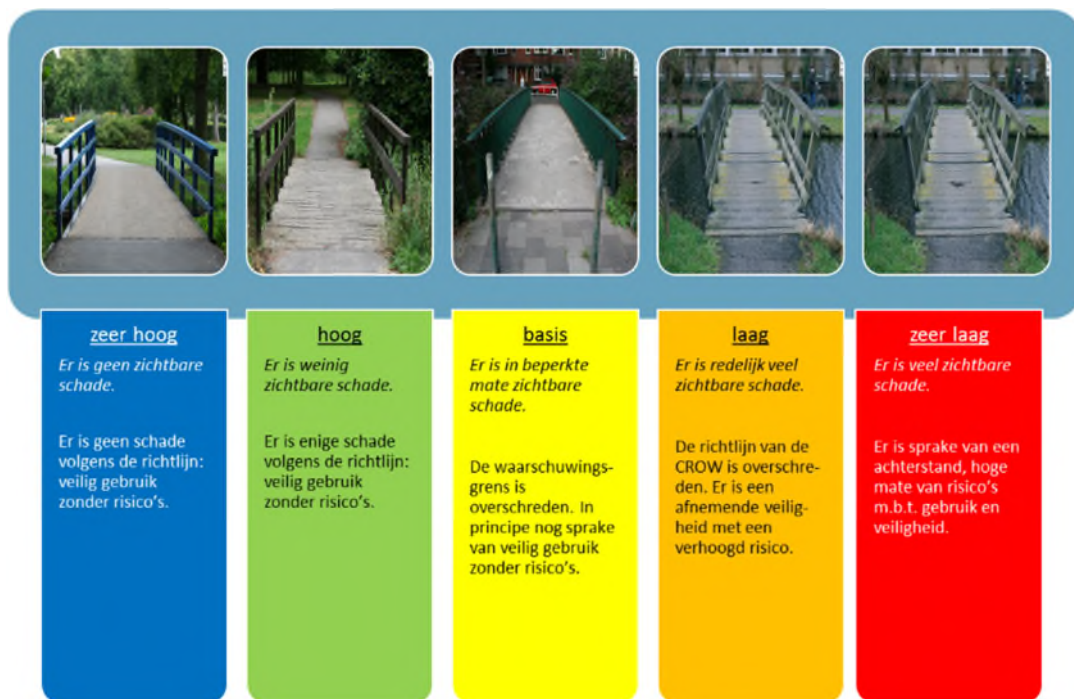 zeer hoog
Er is geen zichtbare
schade.
Er is geen schade
volgens de richtlijn:
veilig gebruik
zonder risico's.
hoog
Er is weinig
zichtbare schade.
Er is enige schade
volgens de richtlijn:
veilig gebruik
zonder risico's.
basis
Er is in beperkte
mate zichtbare
schade.
De waarschuwings-
grens is
overschreden. In
principe nog sprake
van veilig gebruik
zonder risico's.
laag
Er is redelijk veel
zichtbare schade.
De richtlijn van de
CROW is overschre-
den. Er is een
afnemende veilig-
heid met een
verhoogd risico.
zeer laag
Er is veel zichtbare
schade.
Er is sprake van een
achterstand, hoge
mate van risico's
m.b.t. gebruik en
veiligheid.